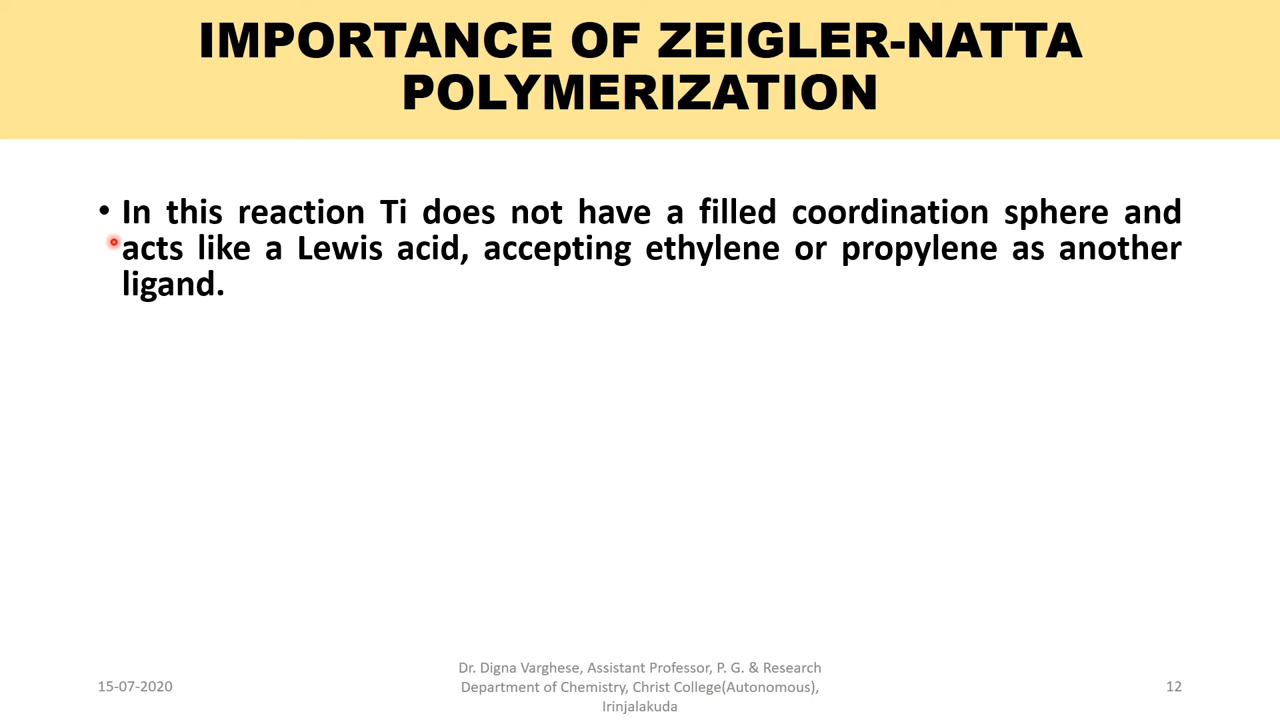 IMPORTANCE OF ZEIGLER-NATTA
POLYMERIZATION
• In this reaction Ti does not have a filled coordination sphere and
acts like a Lewis acid, accepting ethylene or propylene as another
ligand.
15-07-2020
Dr. Digna Varghese, Assistant Professor, P. G. & Research
Department of Chemistry, Christ College(Autonomous),
Irinjalakuda
12